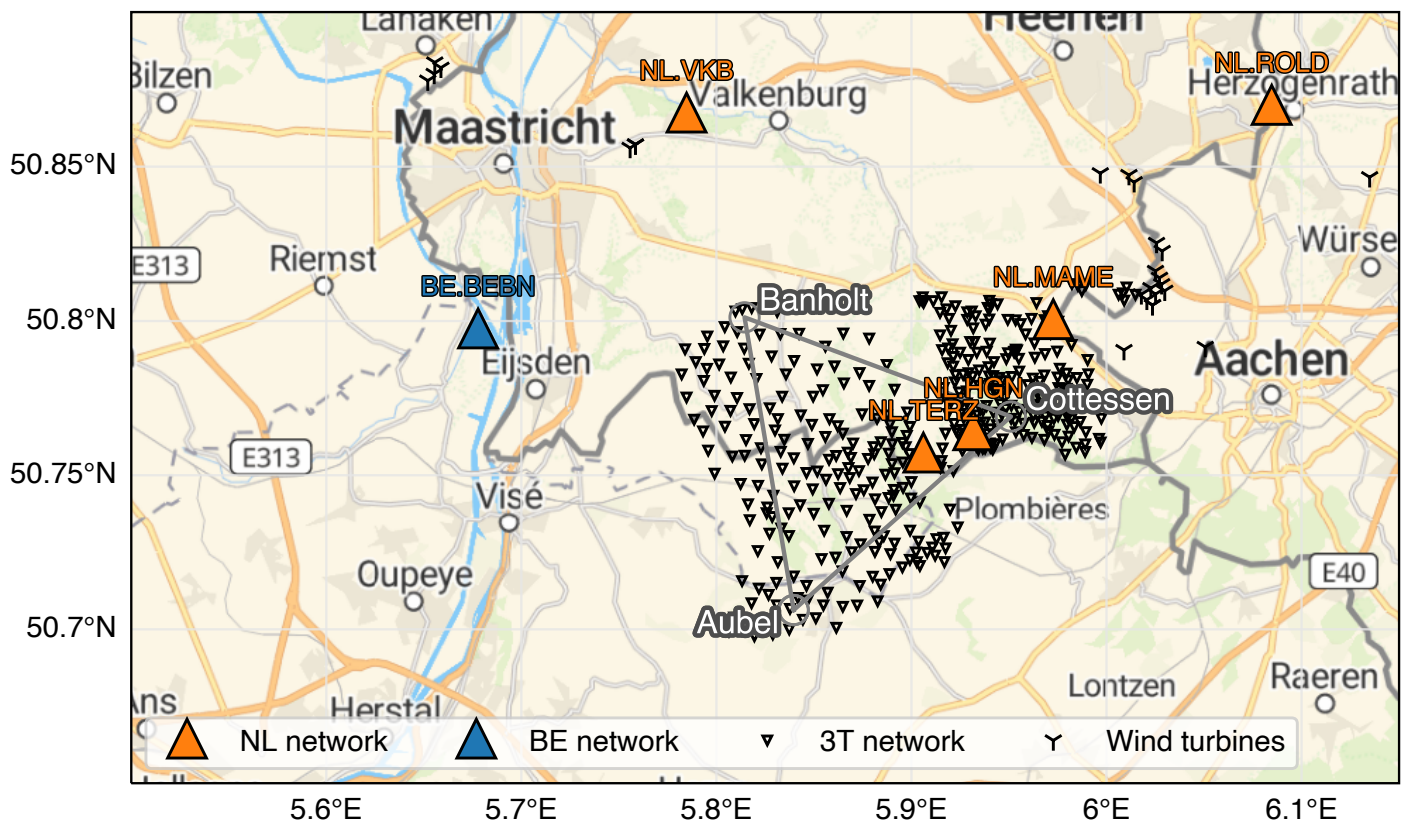 Lanaken
Heerlen
Bilzen
NL.VKB
NL.ROLD
Valkenburg
Herzogenrath
Maastricht
50.85°N
E313
Riemst
Würse
BE.BEBN
NL.MAME
Banholt
50.8°N
Eijsden
Aachen
NL.HGN
Cottessen
NL.TERZ
E313
50.75°N
Visé
Plombières
Oupeye
E40
Aubel
50.7°N
Lontzen
Raeren
Ans
Herstal
NL network
BE network
3T network
Wind turbines
5.6°E
5.7°E
5.8°E
5.9°E
6°E
6.1°E